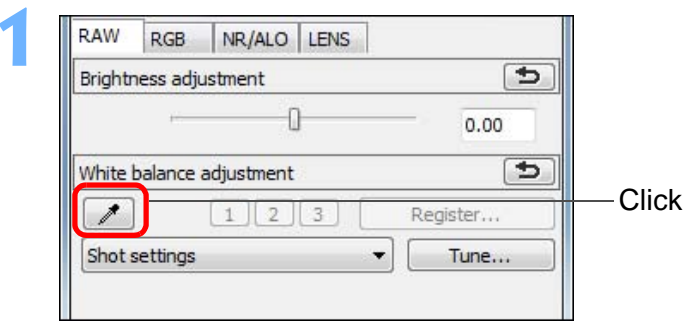 1
RAW RGB NR/ALO LENS
Brightness adjustment
0.00
White balance adjustment
1 2 3 Register... Click
Shot settings Tune...